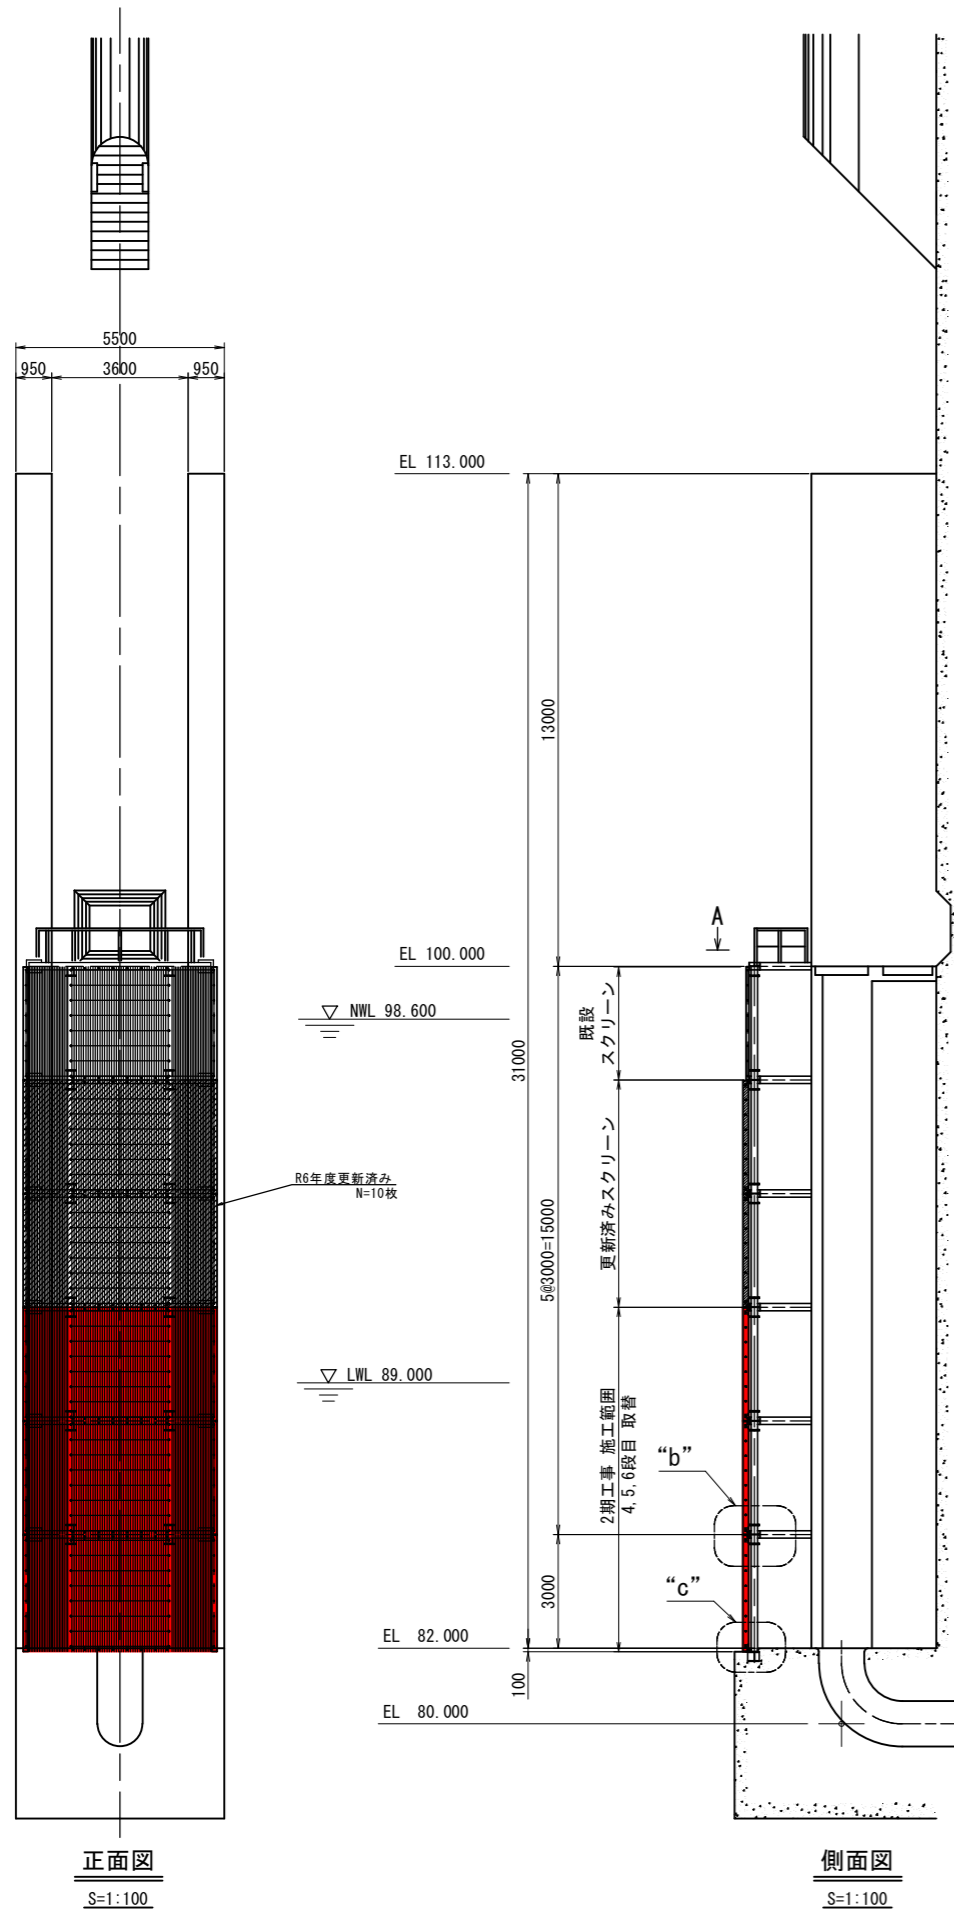 5500
950
3600
950
EL 113.000
13000
A
EL 100.000
NWL 98.600
既設
スクリーン
31000
R6年度更新済み
N=10枚
更新済みスクリーン
5@3000=15000
LWL 89.000
2期工事 施工範囲
4,5,6段目 取替
“b”
“c”
3000
EL 82.000
100
EL 80.000
正面図
S=1:100
側面図
S=1:100